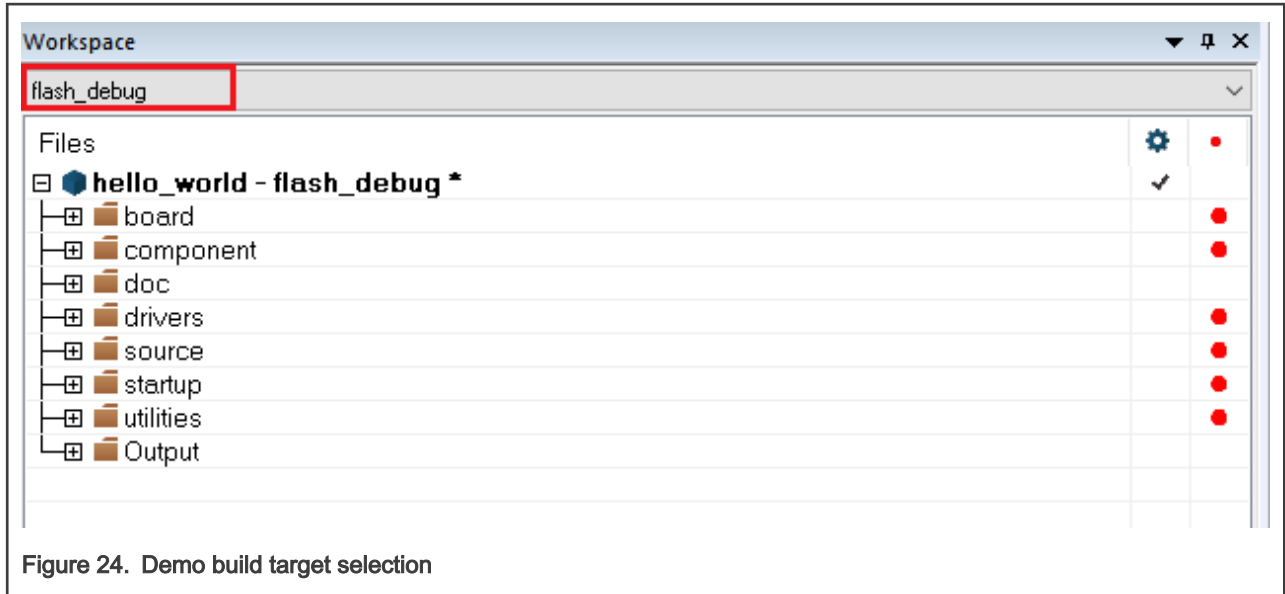 Workspace
flash_debug
Files
hello_world - flash_debug *
board
component
doc
drivers
source
startup
utilities
Output
Figure 24. Demo build target selection